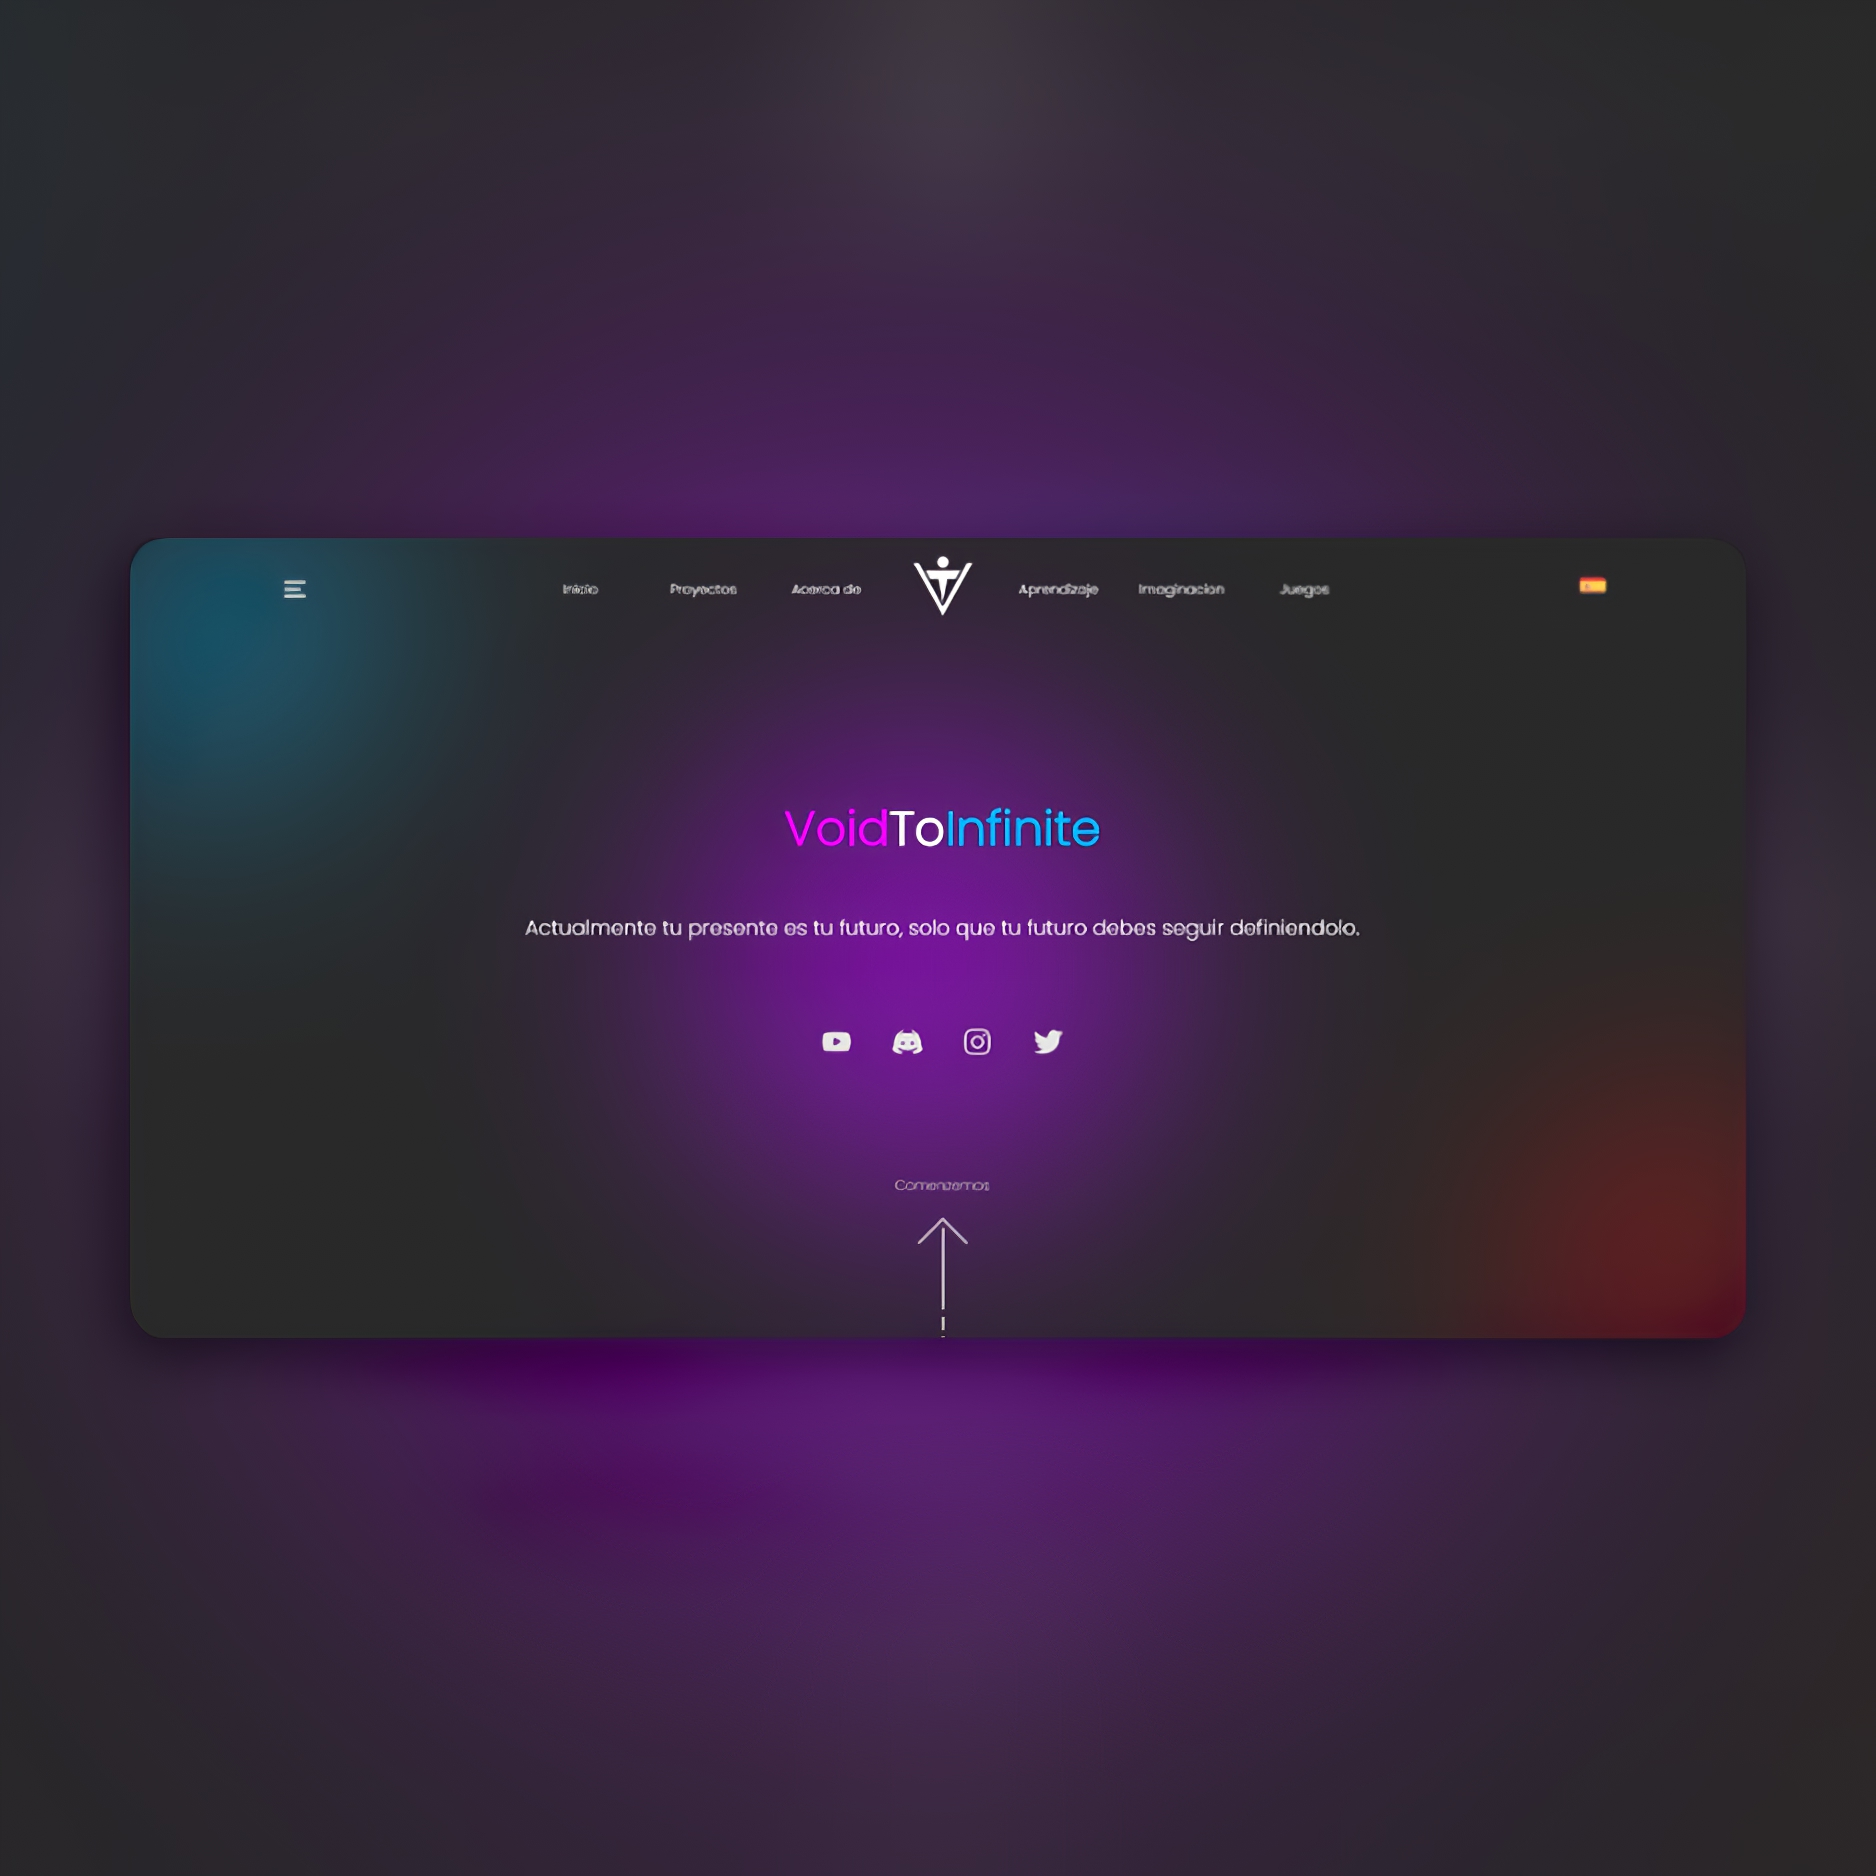 Inicio Proyectos Acerca de Aprendizaje Imaginacion Juegos
VoidToInfinite
Actualmente tu presente es tu futuro, solo que tu futuro debes seguir definiendolo.
Comenzemos